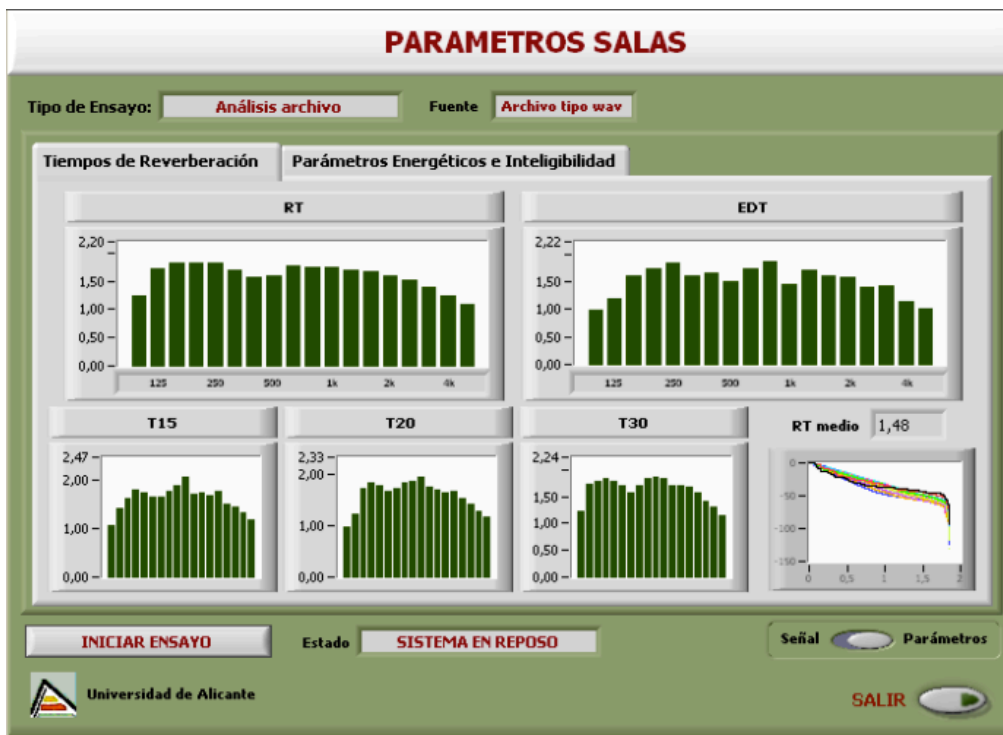 PARAMETROS SALAS
Tipo de Ensayo: Análisis archivo Fuente Archivo tipo wav
Tiempos de Reverberación Parámetros Energéticos e Inteligibilidad
RT EDT
2,20 2,22
1,50 1,50
1,00 1,00
0,50 0,50
0,00 0,00
125 250 500 1k 2k 4k 125 250 500 1k 2k 4k
T15 T20 T30 RT medio 1,48
2,47 2,33 2,24 0
2,00 2,00 1,50 -50
1,00 1,00 1,00 -100
0,50
0,00 0,00 0,00 -150
0 0,5 1 1,5 2
INICIAR ENSAYO Estado SISTEMA EN REPOSO Señal Parámetros
Universidad de Alicante
SALIR